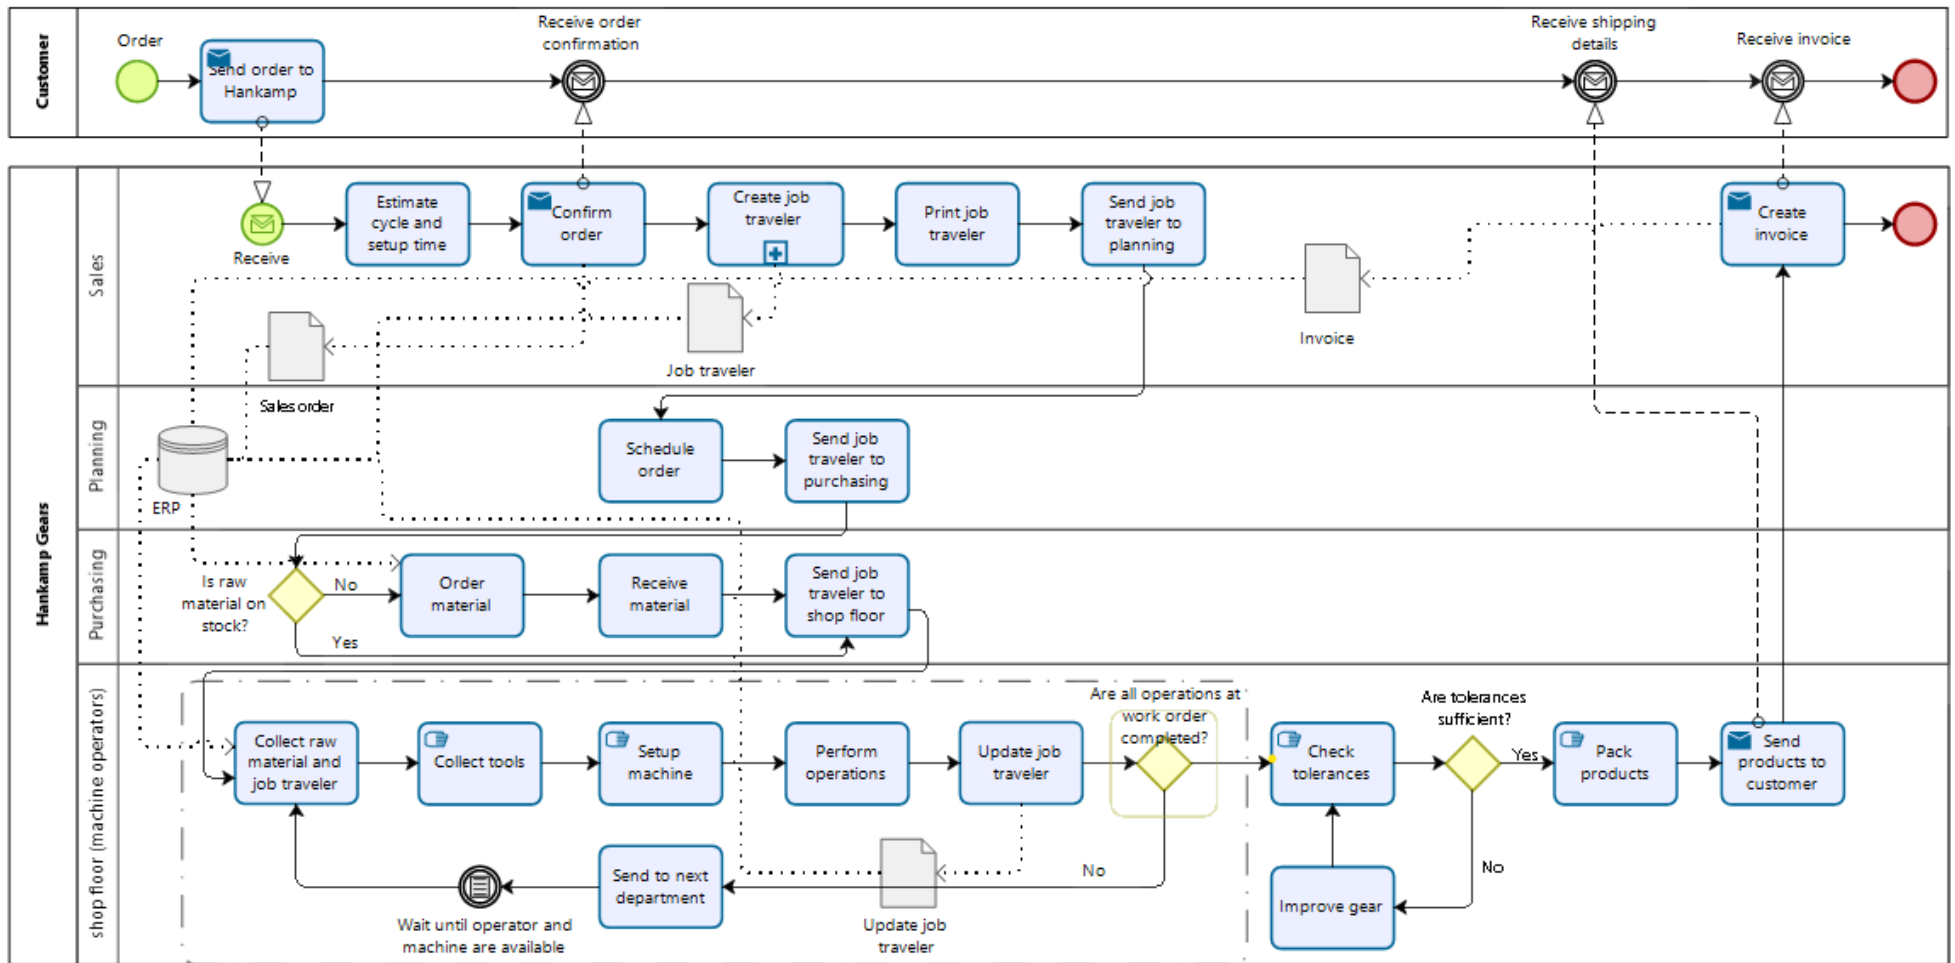 Customer
Order
Send order to
Hankamp
Receive order
confirmation
Receive shipping
details
Receive invoice
Hankamp Gears
Sales
Receive
Estimate
cycle and
setup time
Confirm
order
Create job
traveler
Print job
traveler
Send job
traveler to
planning
Create
invoice
Sales order
Job traveler
Invoice
Planning
ERP
Schedule
order
Send job
traveler to
purchasing
Purchasing
Is raw
material on
stock?
No
Yes
Order
material
Receive
material
Send job
traveler to
shop floor
shop floor (machine operators)
Collect raw
material and
job traveler
Collect tools
Setup
machine
Perform
operations
Update job
traveler
Are all operations at
work order
completed?
No
Check
tolerances
Are tolerances
sufficient?
Yes
No
Pack
products
Send
products to
customer
Wait until operator and
machine are available
Send to next
department
Update job
traveler
Improve gear